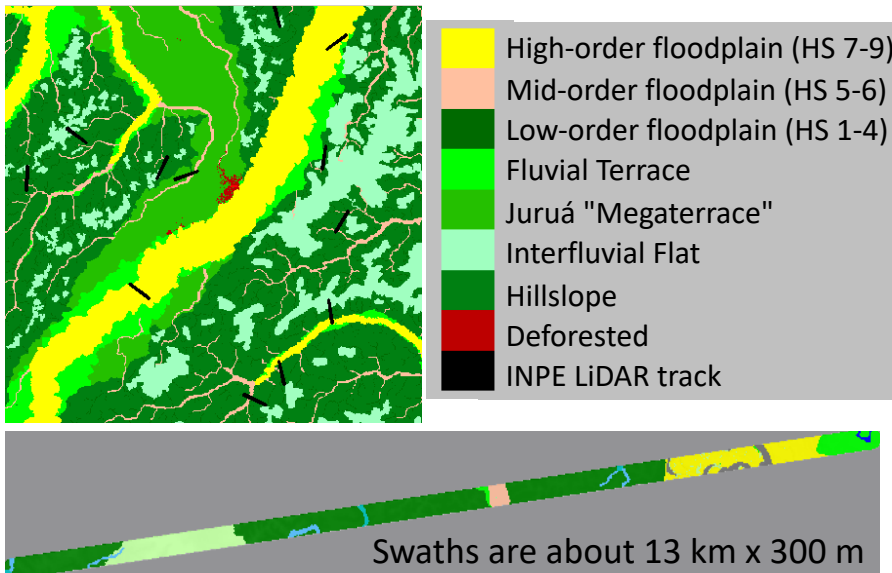 High-order floodplain (HS 7-9)
Mid-order floodplain (HS 5-6)
Low-order floodplain (HS 1-4)
Fluvial Terrace
Juruá "Megaterrace"
Interfluvial Flat
Hillslope
Deforested
INPE LiDAR track
Swaths are about 13 km x 300 m